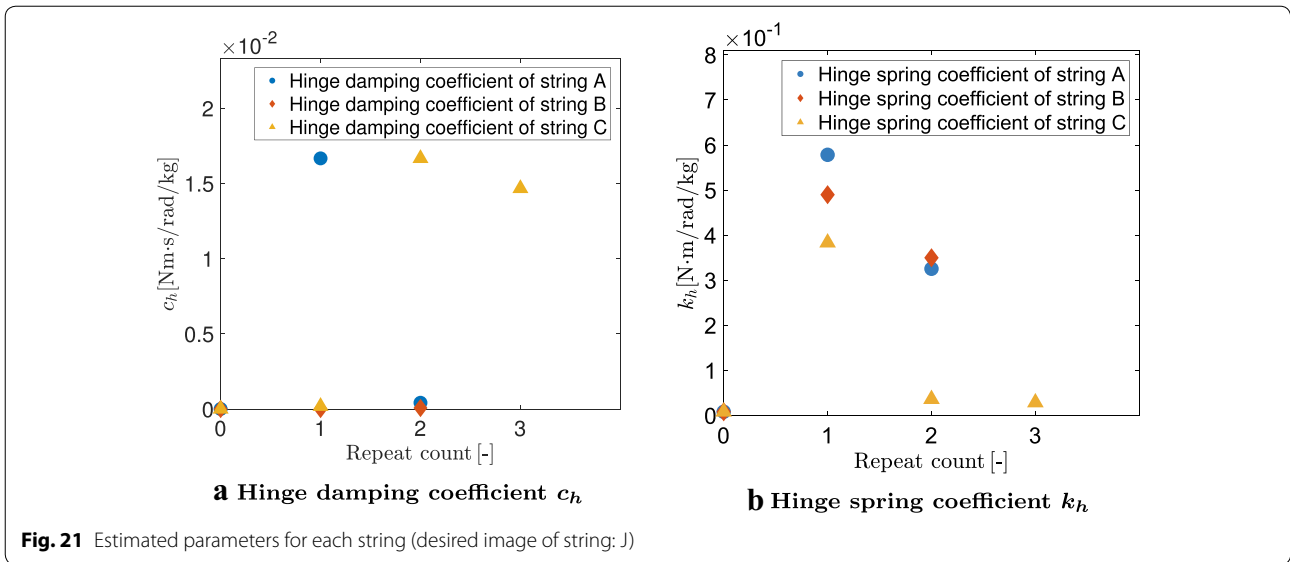 ×10⁻²
Hinge damping coefficient of string A
Hinge damping coefficient of string B
Hinge damping coefficient of string C
2
1.5
1
0.5
0
0 1 2 3
c_h[Nm·s/rad/kg]
Repeat count [-]
a Hinge damping coefficient c_h
×10⁻¹
Hinge spring coefficient of string A
Hinge spring coefficient of string B
Hinge spring coefficient of string C
8
7
6
5
4
3
2
1
0
0 1 2 3
k_h[N·m/rad/kg]
Repeat count [-]
b Hinge spring coefficient k_h
Fig. 21 Estimated parameters for each string (desired image of string: J)